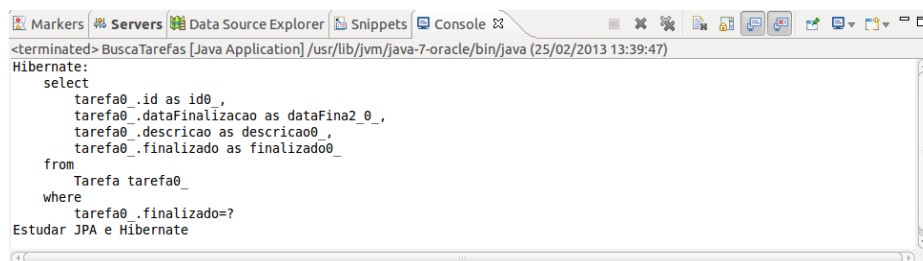 Markers Servers Data Source Explorer Snippets Console
<terminated> BuscaTarefas [Java Application] /usr/lib/jvm/java-7-oracle/bin/java (25/02/2013 13:39:47)
Hibernate:
    select
        tarefa0_.id as id0_,
        tarefa0_.dataFinalizacao as dataFina2_0_,
        tarefa0_.descricao as descricao0_,
        tarefa0_.finalizado as finalizado0_
    from
        Tarefa tarefa0_
    where
        tarefa0_.finalizado=?
Estudar JPA e Hibernate